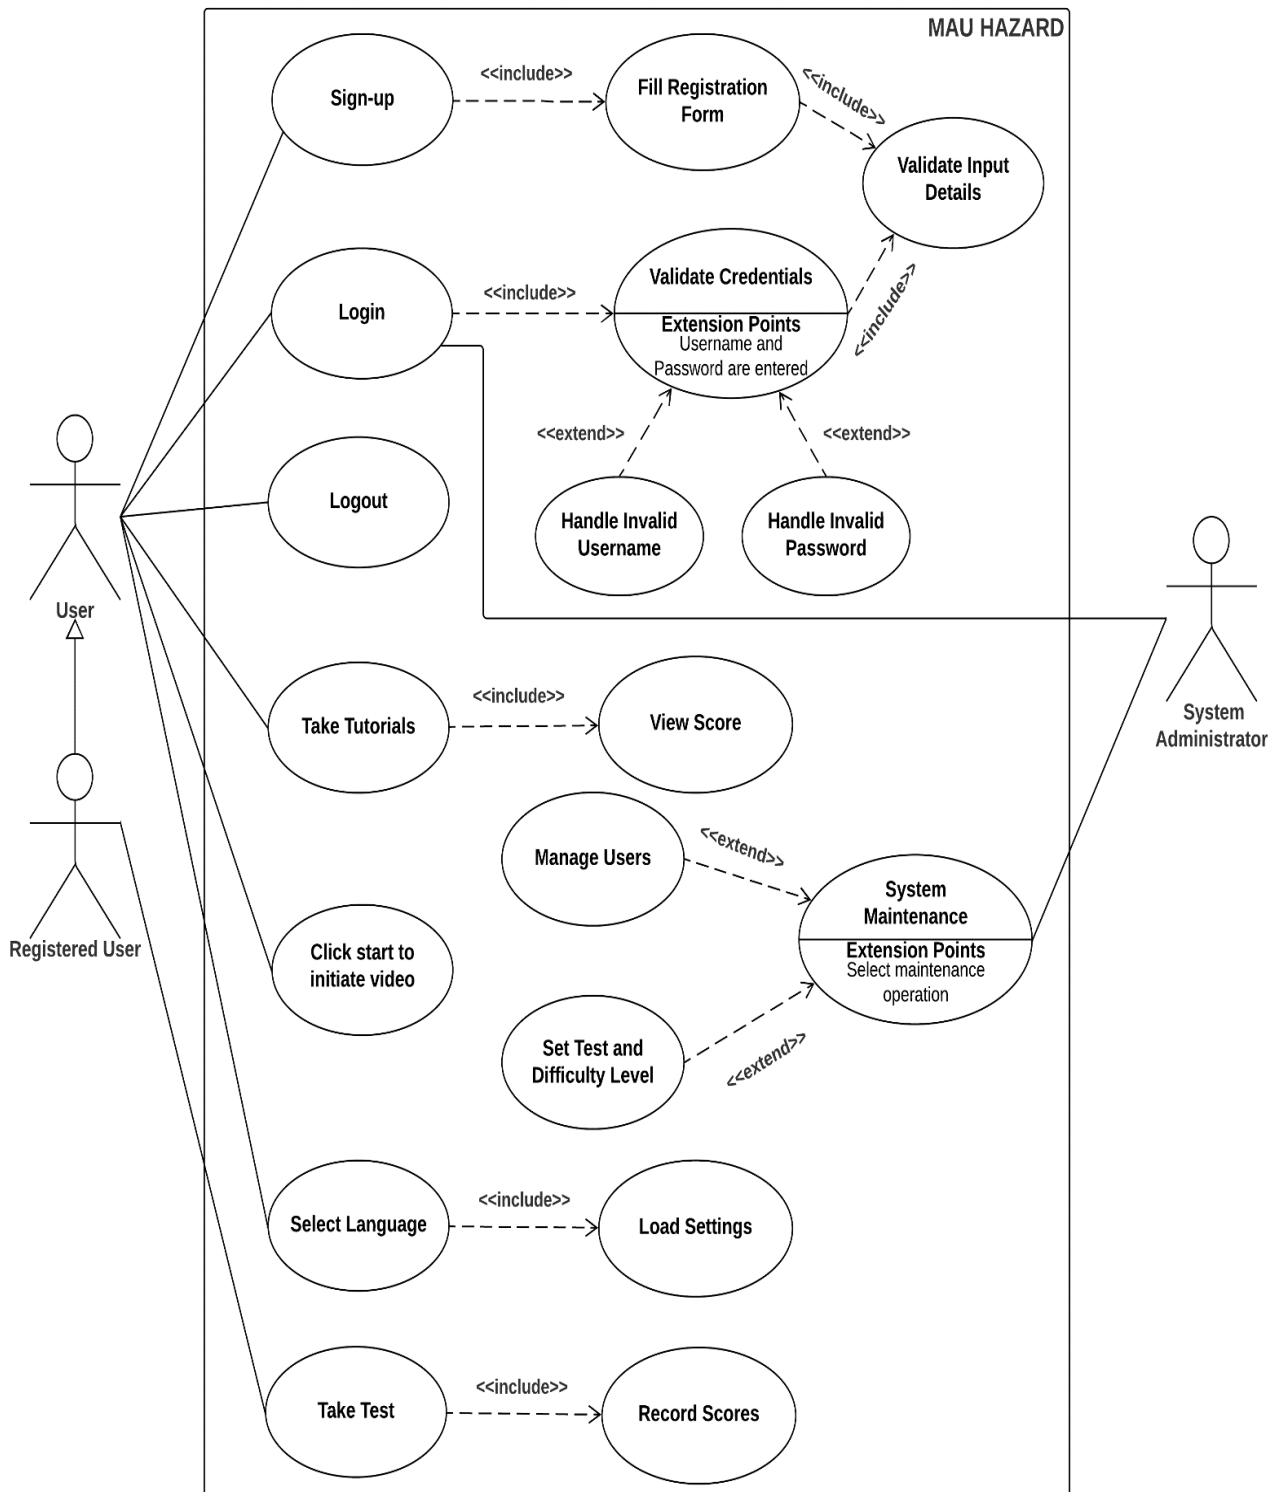 MAU HAZARD
Sign-up
<<include>>
Fill Registration
Form
<<include>>
Validate Input
Details
Login
<<include>>
Validate Credentials
Extension Points
Username and
Password are entered
<<include>>
<<extend>>
<<extend>>
Logout
Handle Invalid
Username
Handle Invalid
Password
User
System
Administrator
Take Tutorials
<<include>>
View Score
Manage Users
<<extend>>
System
Maintenance
Extension Points
Select maintenance
operation
Registered User
Click start to
initiate video
Set Test and
Difficulty Level
<<extend>>
Select Language
<<include>>
Load Settings
Take Test
<<include>>
Record Scores